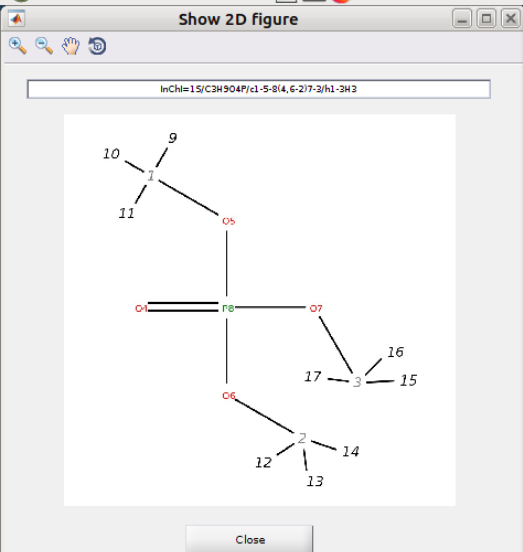 Show 2D figure
InChI=1S/C3H9O4P/c1-5-8(4,6-2)7-3/h1-3H3
9
10
1
11
O5
O4 P8 O7
16
17 3 15
O6
2
14
12
13
Close